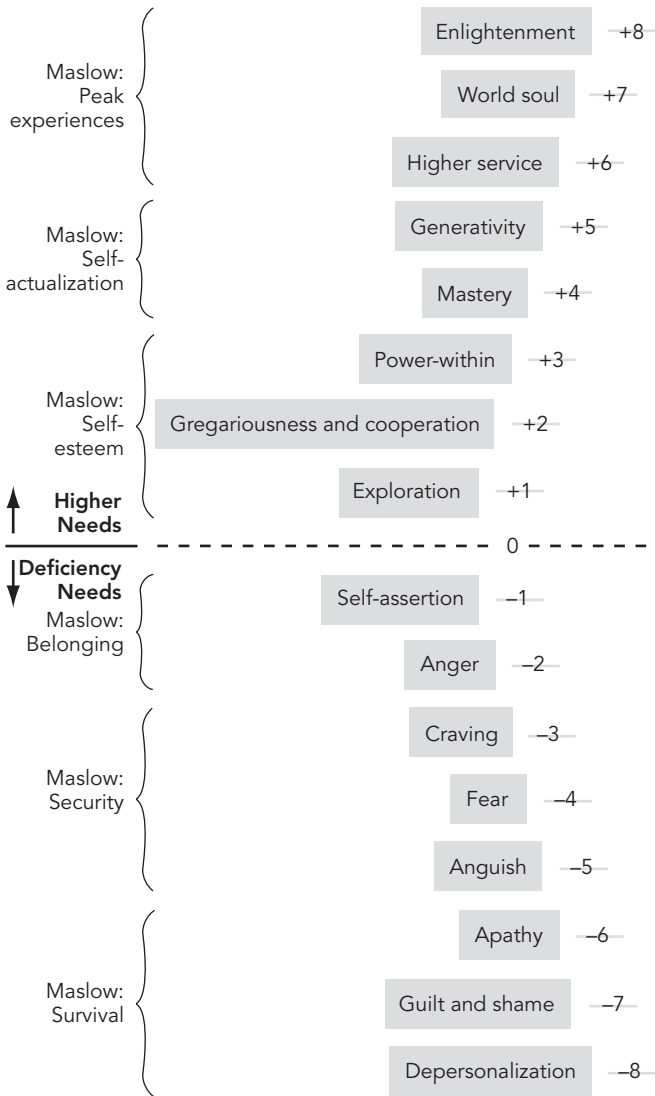 Enlightenment +8
Maslow:
Peak
experiences
World soul +7
Higher service +6
Generativity +5
Maslow:
Self-
actualization
Mastery +4
Power-within +3
Maslow:
Self-
esteem
Gregariousness and cooperation +2
Exploration +1
Higher
Needs
0
Deficiency
Needs
Self-assertion –1
Maslow:
Belonging
Anger –2
Craving –3
Maslow:
Security
Fear –4
Anguish –5
Apathy –6
Maslow:
Survival
Guilt and shame –7
Depersonalization –8